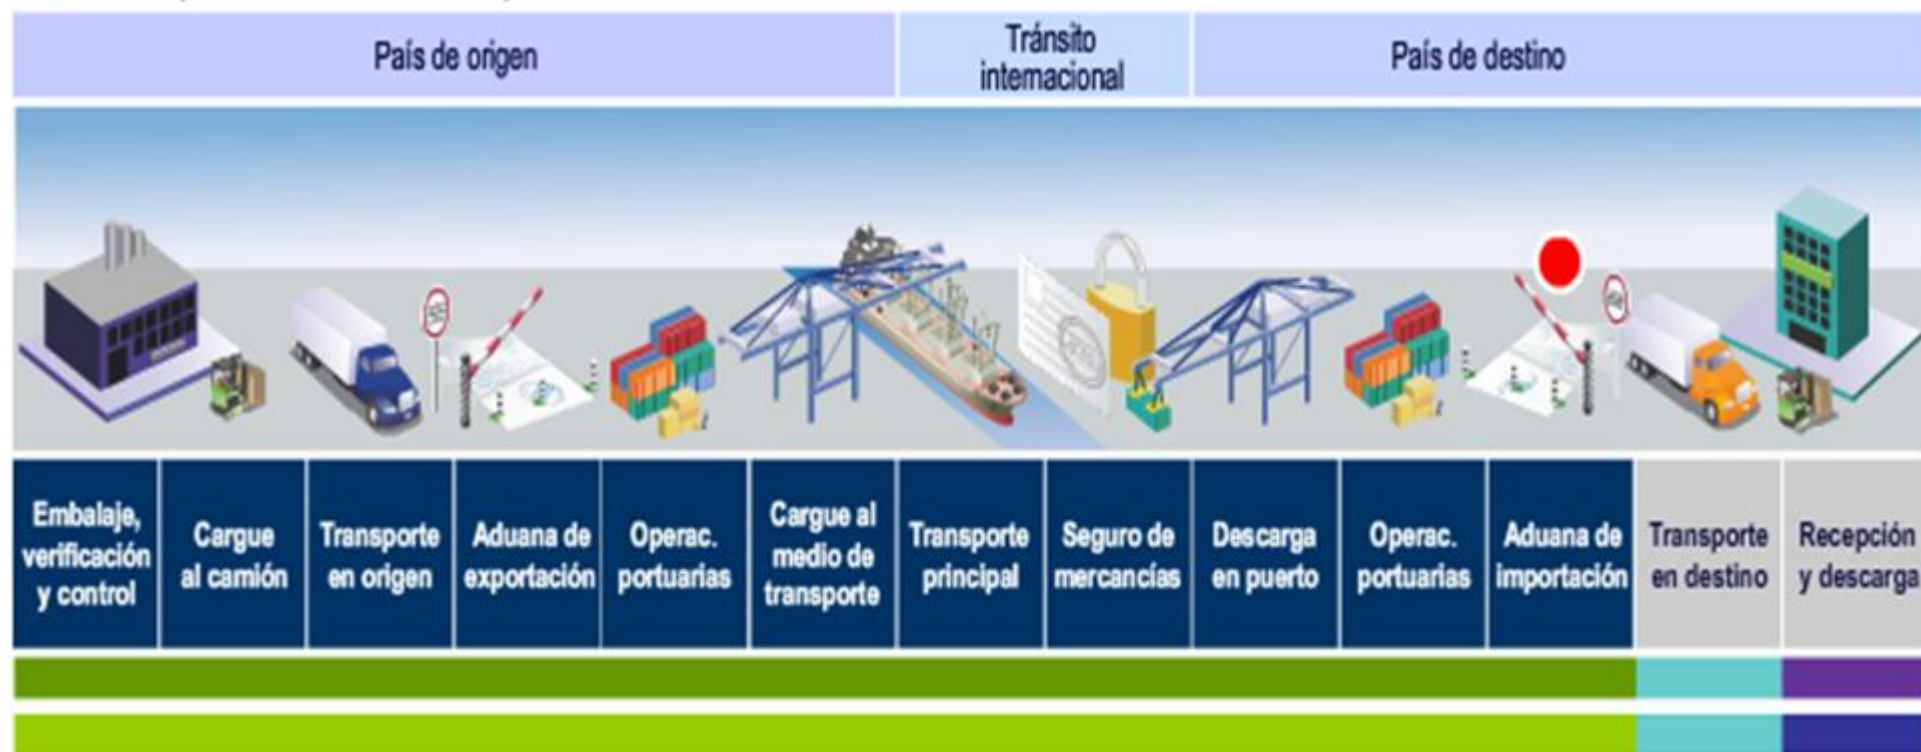 País de origen
Tránsito
internacional
País de destino
Embalaje,
verificación
y control
Cargue
al camión
Transporte
en origen
Aduana de
exportación
Operac.
portuarias
Cargue al
medio de
transporte
Transporte
principal
Seguro de
mercancías
Descarga
en puerto
Operac.
portuarias
Aduana de
importación
Transporte
en destino
Recepción
y descarga